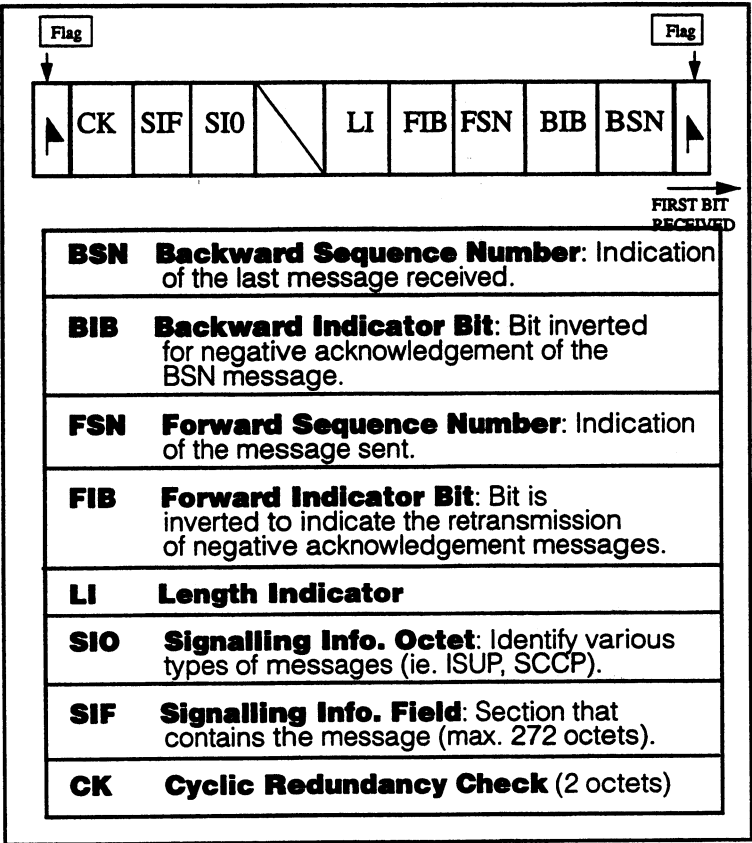 Flag
Flag
CK SIF SI0 LI FIB FSN BIB BSN
FIRST BIT
RECEIVED
BSN Backward Sequence Number: Indication
of the last message received.
BIB Backward Indicator Bit: Bit inverted
for negative acknowledgement of the
BSN message.
FSN Forward Sequence Number: Indication
of the message sent.
FIB Forward Indicator Bit: Bit is
inverted to indicate the retransmission
of negative acknowledgement messages.
LI Length Indicator
SIO Signalling Info. Octet: Identify various
types of messages (ie. ISUP, SCCP).
SIF Signalling Info. Field: Section that
contains the message (max. 272 octets).
CK Cyclic Redundancy Check (2 octets)